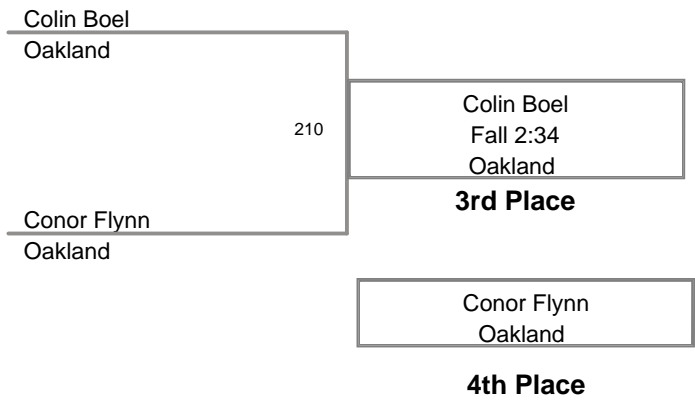 Colin Boel
Oakland
210
Colin Boel
Fall 2:34
Oakland
3rd Place
Conor Flynn
Oakland
Conor Flynn
Oakland
4th Place